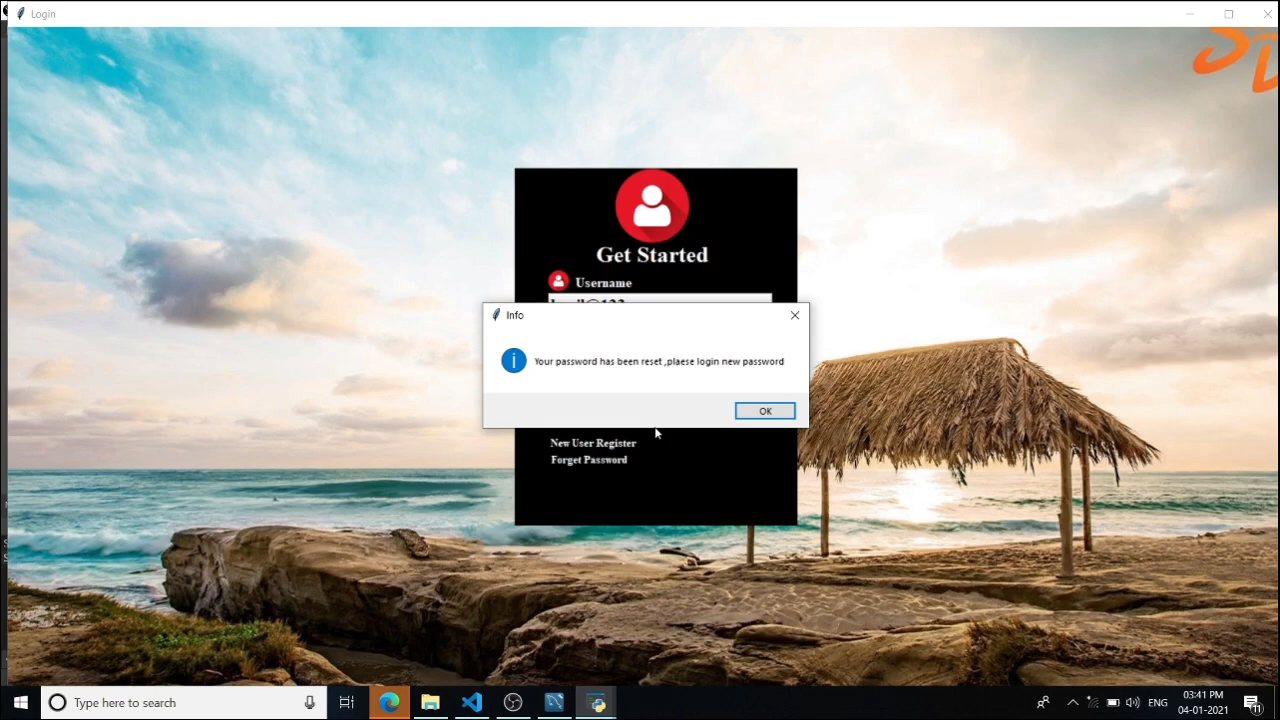 Login
Get Started
Username
Info
Your password has been reset ,plaese login new password
OK
New User Register
Forget Password
Type here to search
ENG
03:41 PM
04-01-2021
11